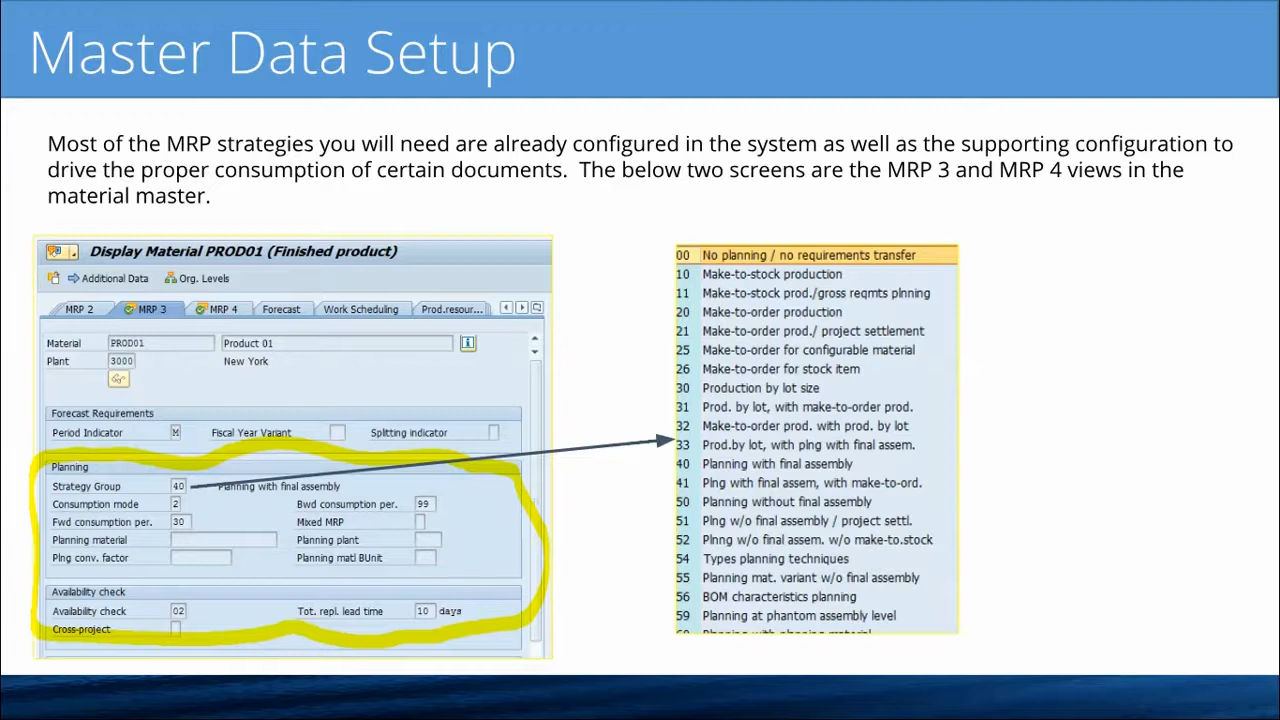 Master Data Setup
Most of the MRP strategies you will need are already configured in the system as well as the supporting configuration to
drive the proper consumption of certain documents.  The below two screens are the MRP 3 and MRP 4 views in the
material master.
Display Material PROD01 (Finished product)
Additional Data Org. Levels
MRP 2 MRP 3 MRP 4 Forecast Work Scheduling Prod.resour...
Material PROD01 Product 01
Plant 3000 New York
Forecast Requirements
Period Indicator M Fiscal Year Variant Splitting indicator
Planning
Strategy Group 40 Planning with final assembly
Consumption mode 2 Bwd consumption per. 99
Fwd consumption per. 30 Mixed MRP
Planning material Planning plant
Plng conv. factor Planning matl BUnit
Availability check
Availability check 02 Tot. repl. lead time 10 days
Cross-project
00 No planning / no requirements transfer
10 Make-to-stock production
11 Make-to-stock prod./gross reqmts plnning
20 Make-to-order production
21 Make-to-order prod./ project settlement
25 Make-to-order for configurable material
26 Make-to-order for stock item
30 Production by lot size
31 Prod. by lot, with make-to-order prod.
32 Make-to-order prod. with prod. by lot
33 Prod.by lot, with plng with final assem.
40 Planning with final assembly
41 Plng with final assem, with make-to-ord.
50 Planning without final assembly
51 Plng w/o final assembly / project settl.
52 Plnng w/o final assem. w/o make-to.stock
54 Types planning techniques
55 Planning mat. variant w/o final assembly
56 BOM characteristics planning
59 Planning at phantom assembly level
60 Planning with planning material